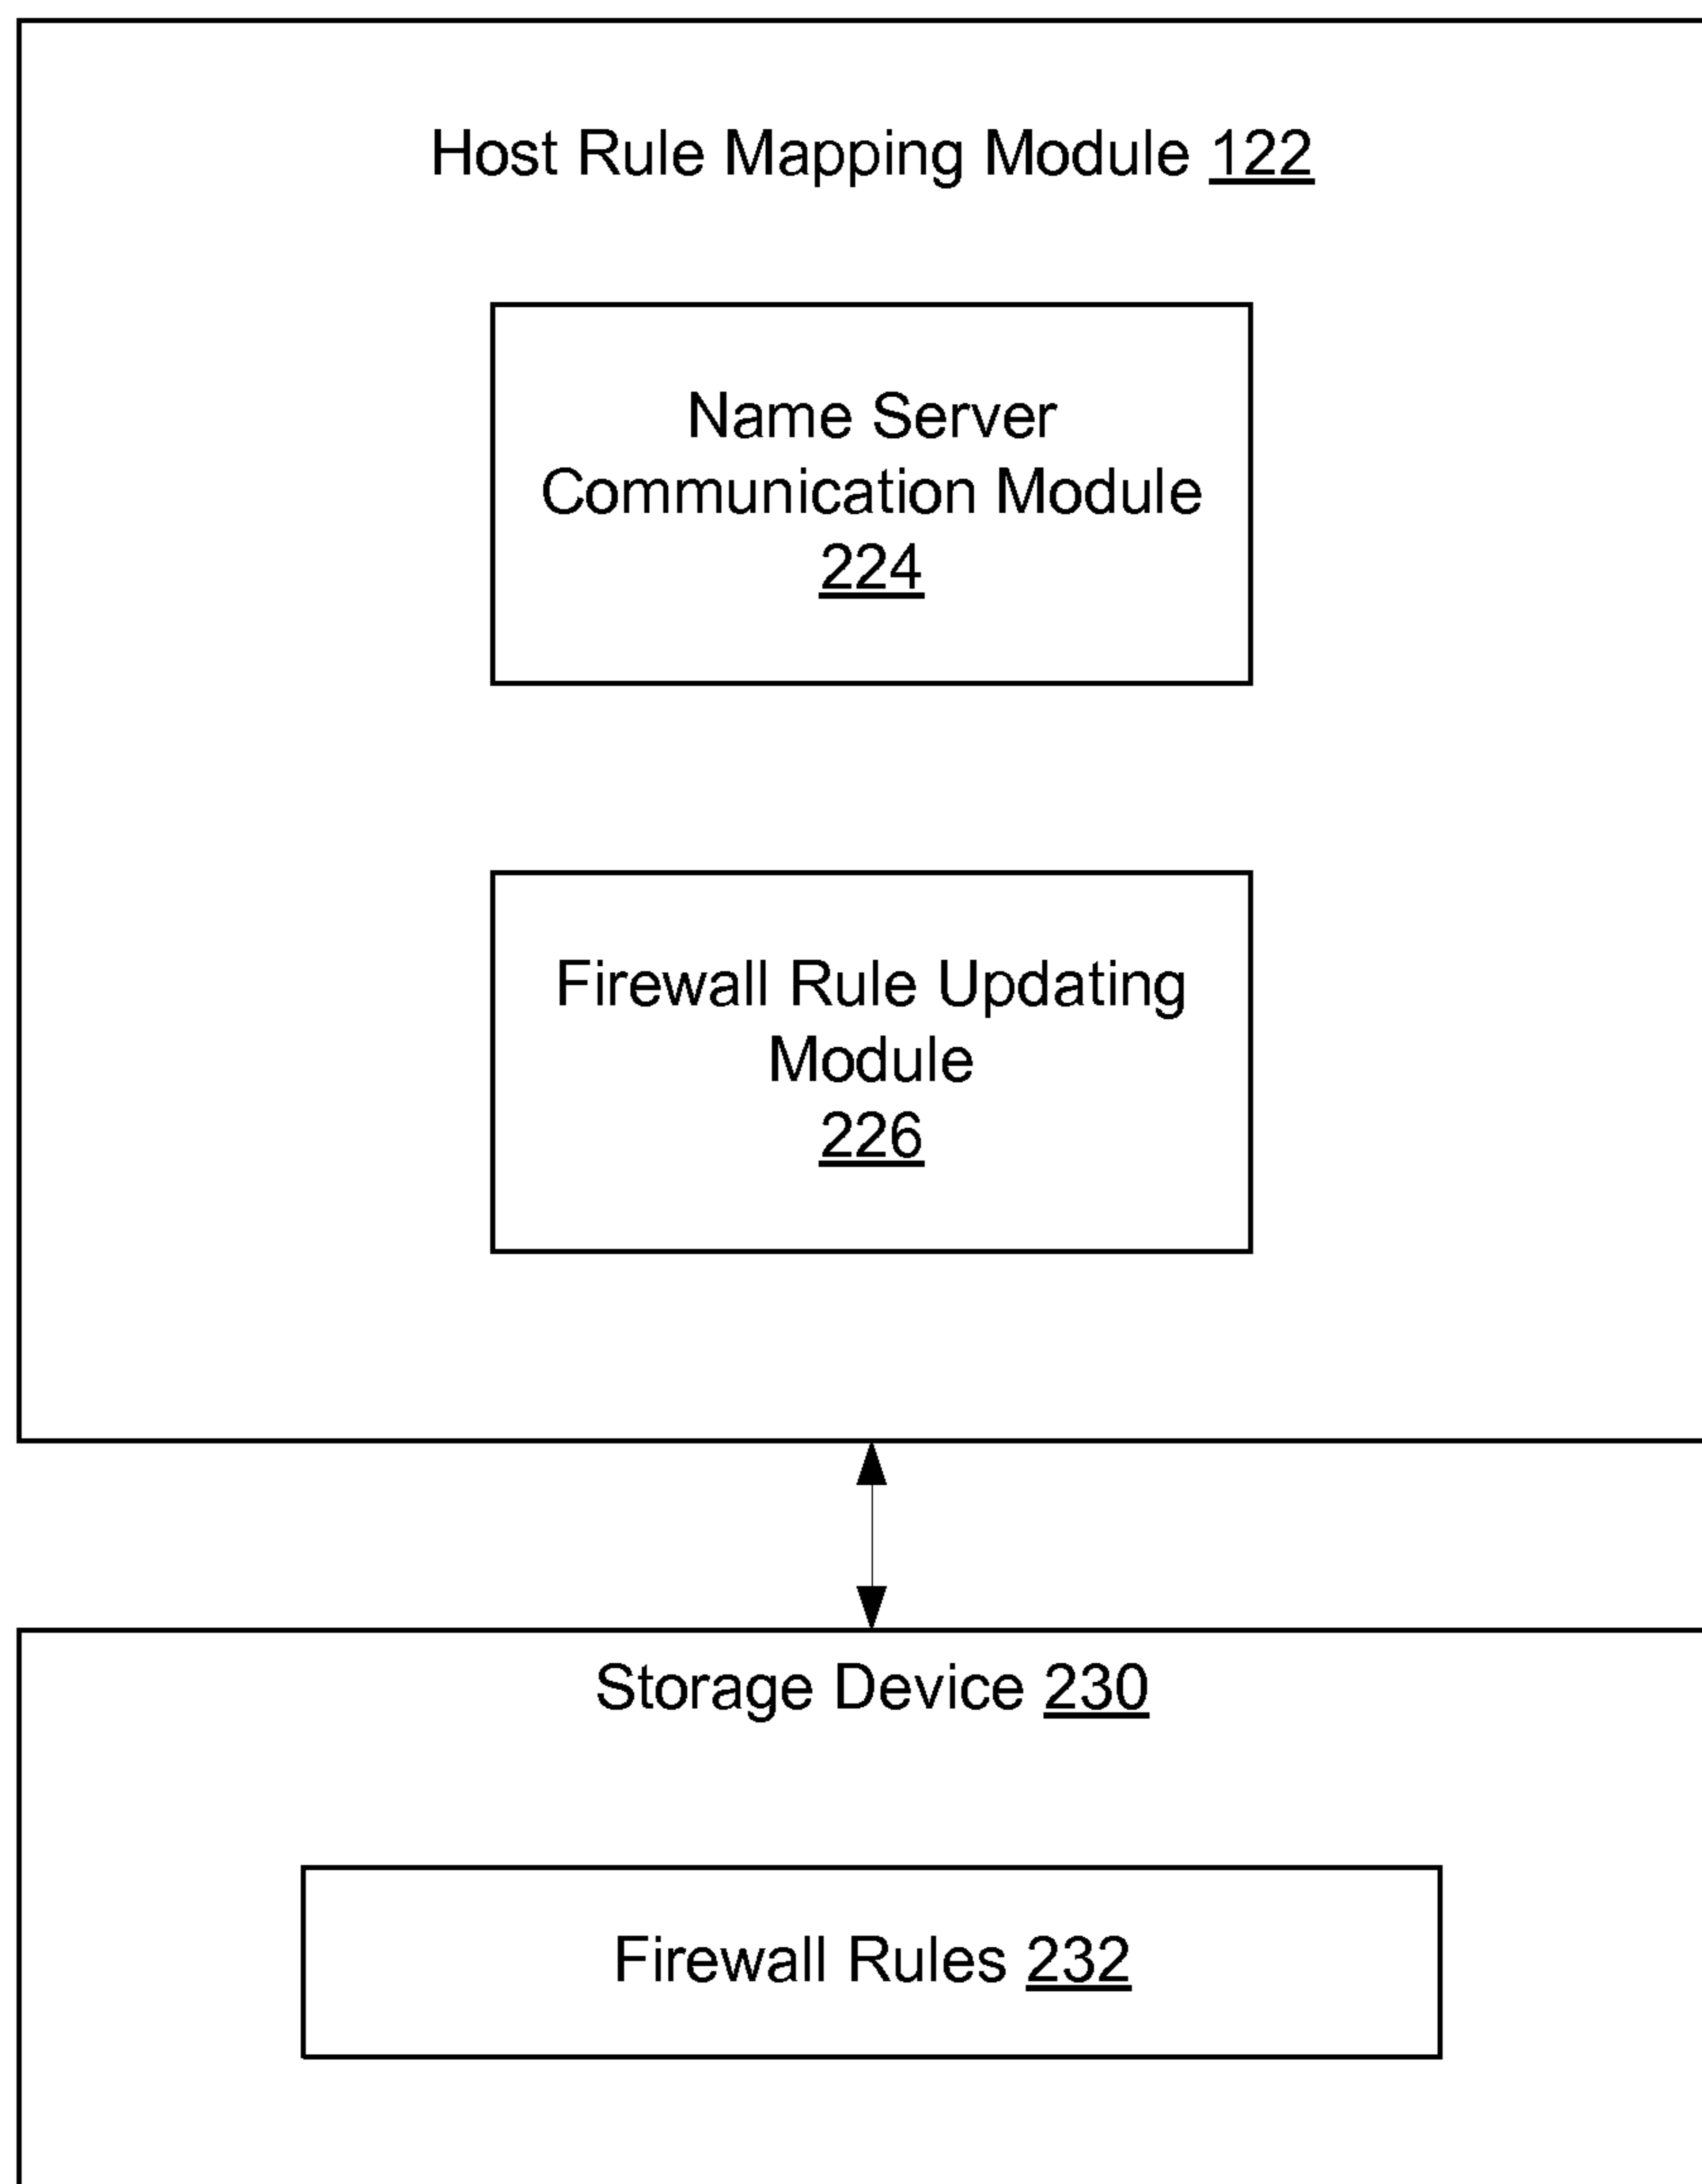 Host Rule Mapping Module 122
Name Server
Communication Module
224
Firewall Rule Updating
Module
226
Storage Device 230
Firewall Rules 232